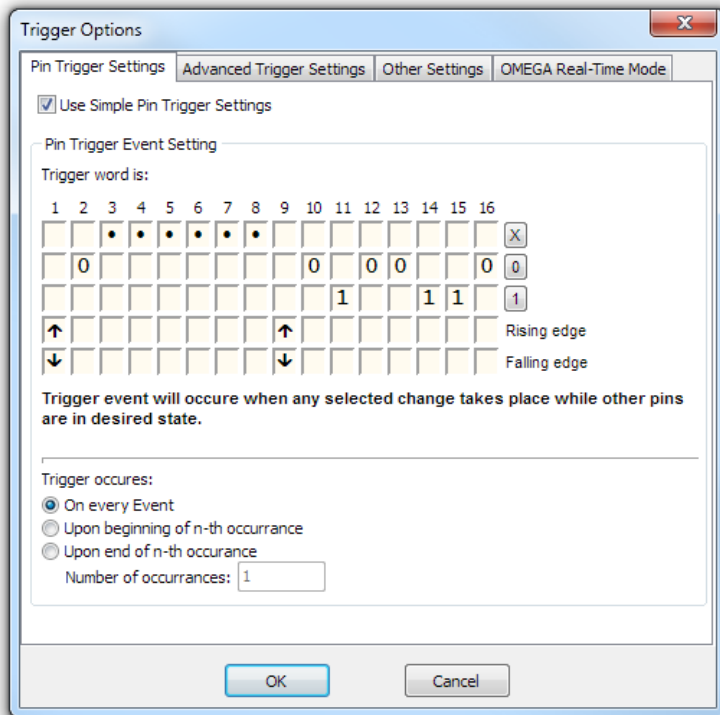 Trigger Options
Pin Trigger Settings Advanced Trigger Settings Other Settings OMEGA Real-Time Mode
Use Simple Pin Trigger Settings
Pin Trigger Event Setting
Trigger word is:
1 2 3 4 5 6 7 8 9 10 11 12 13 14 15 16
• • • • • • X
0 0 0 0 0 0
1 1 1 1
↑ ↑ Rising edge
↓ ↓ Falling edge
Trigger event will occure when any selected change takes place while other pins
are in desired state.
Trigger occures:
On every Event
Upon beginning of n-th occurrance
Upon end of n-th occurance
Number of occurrances: 1
OK Cancel